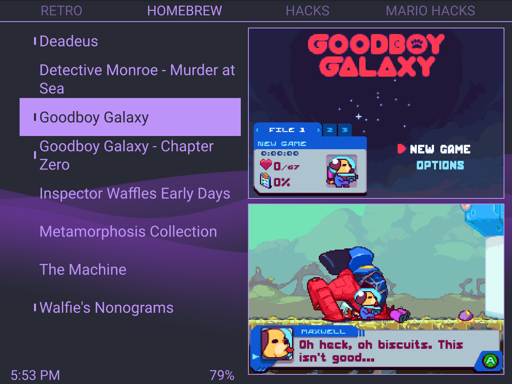 RETRO HOMEBREW HACKS MARIO HACKS
Deadeus
Detective Monroe - Murder at
Sea
Goodboy Galaxy
Goodboy Galaxy - Chapter
Zero
Inspector Waffles Early Days
Metamorphosis Collection
The Machine
Walfie's Nonograms
5:53 PM 79%
GOODBOY
GALAXY
FILE 1 2 3
NEW GAME
0:00:00
0/67
0%
NEW GAME
OPTIONS
MAXWELL
Oh heck, oh biscuits. This
isn't good...
A